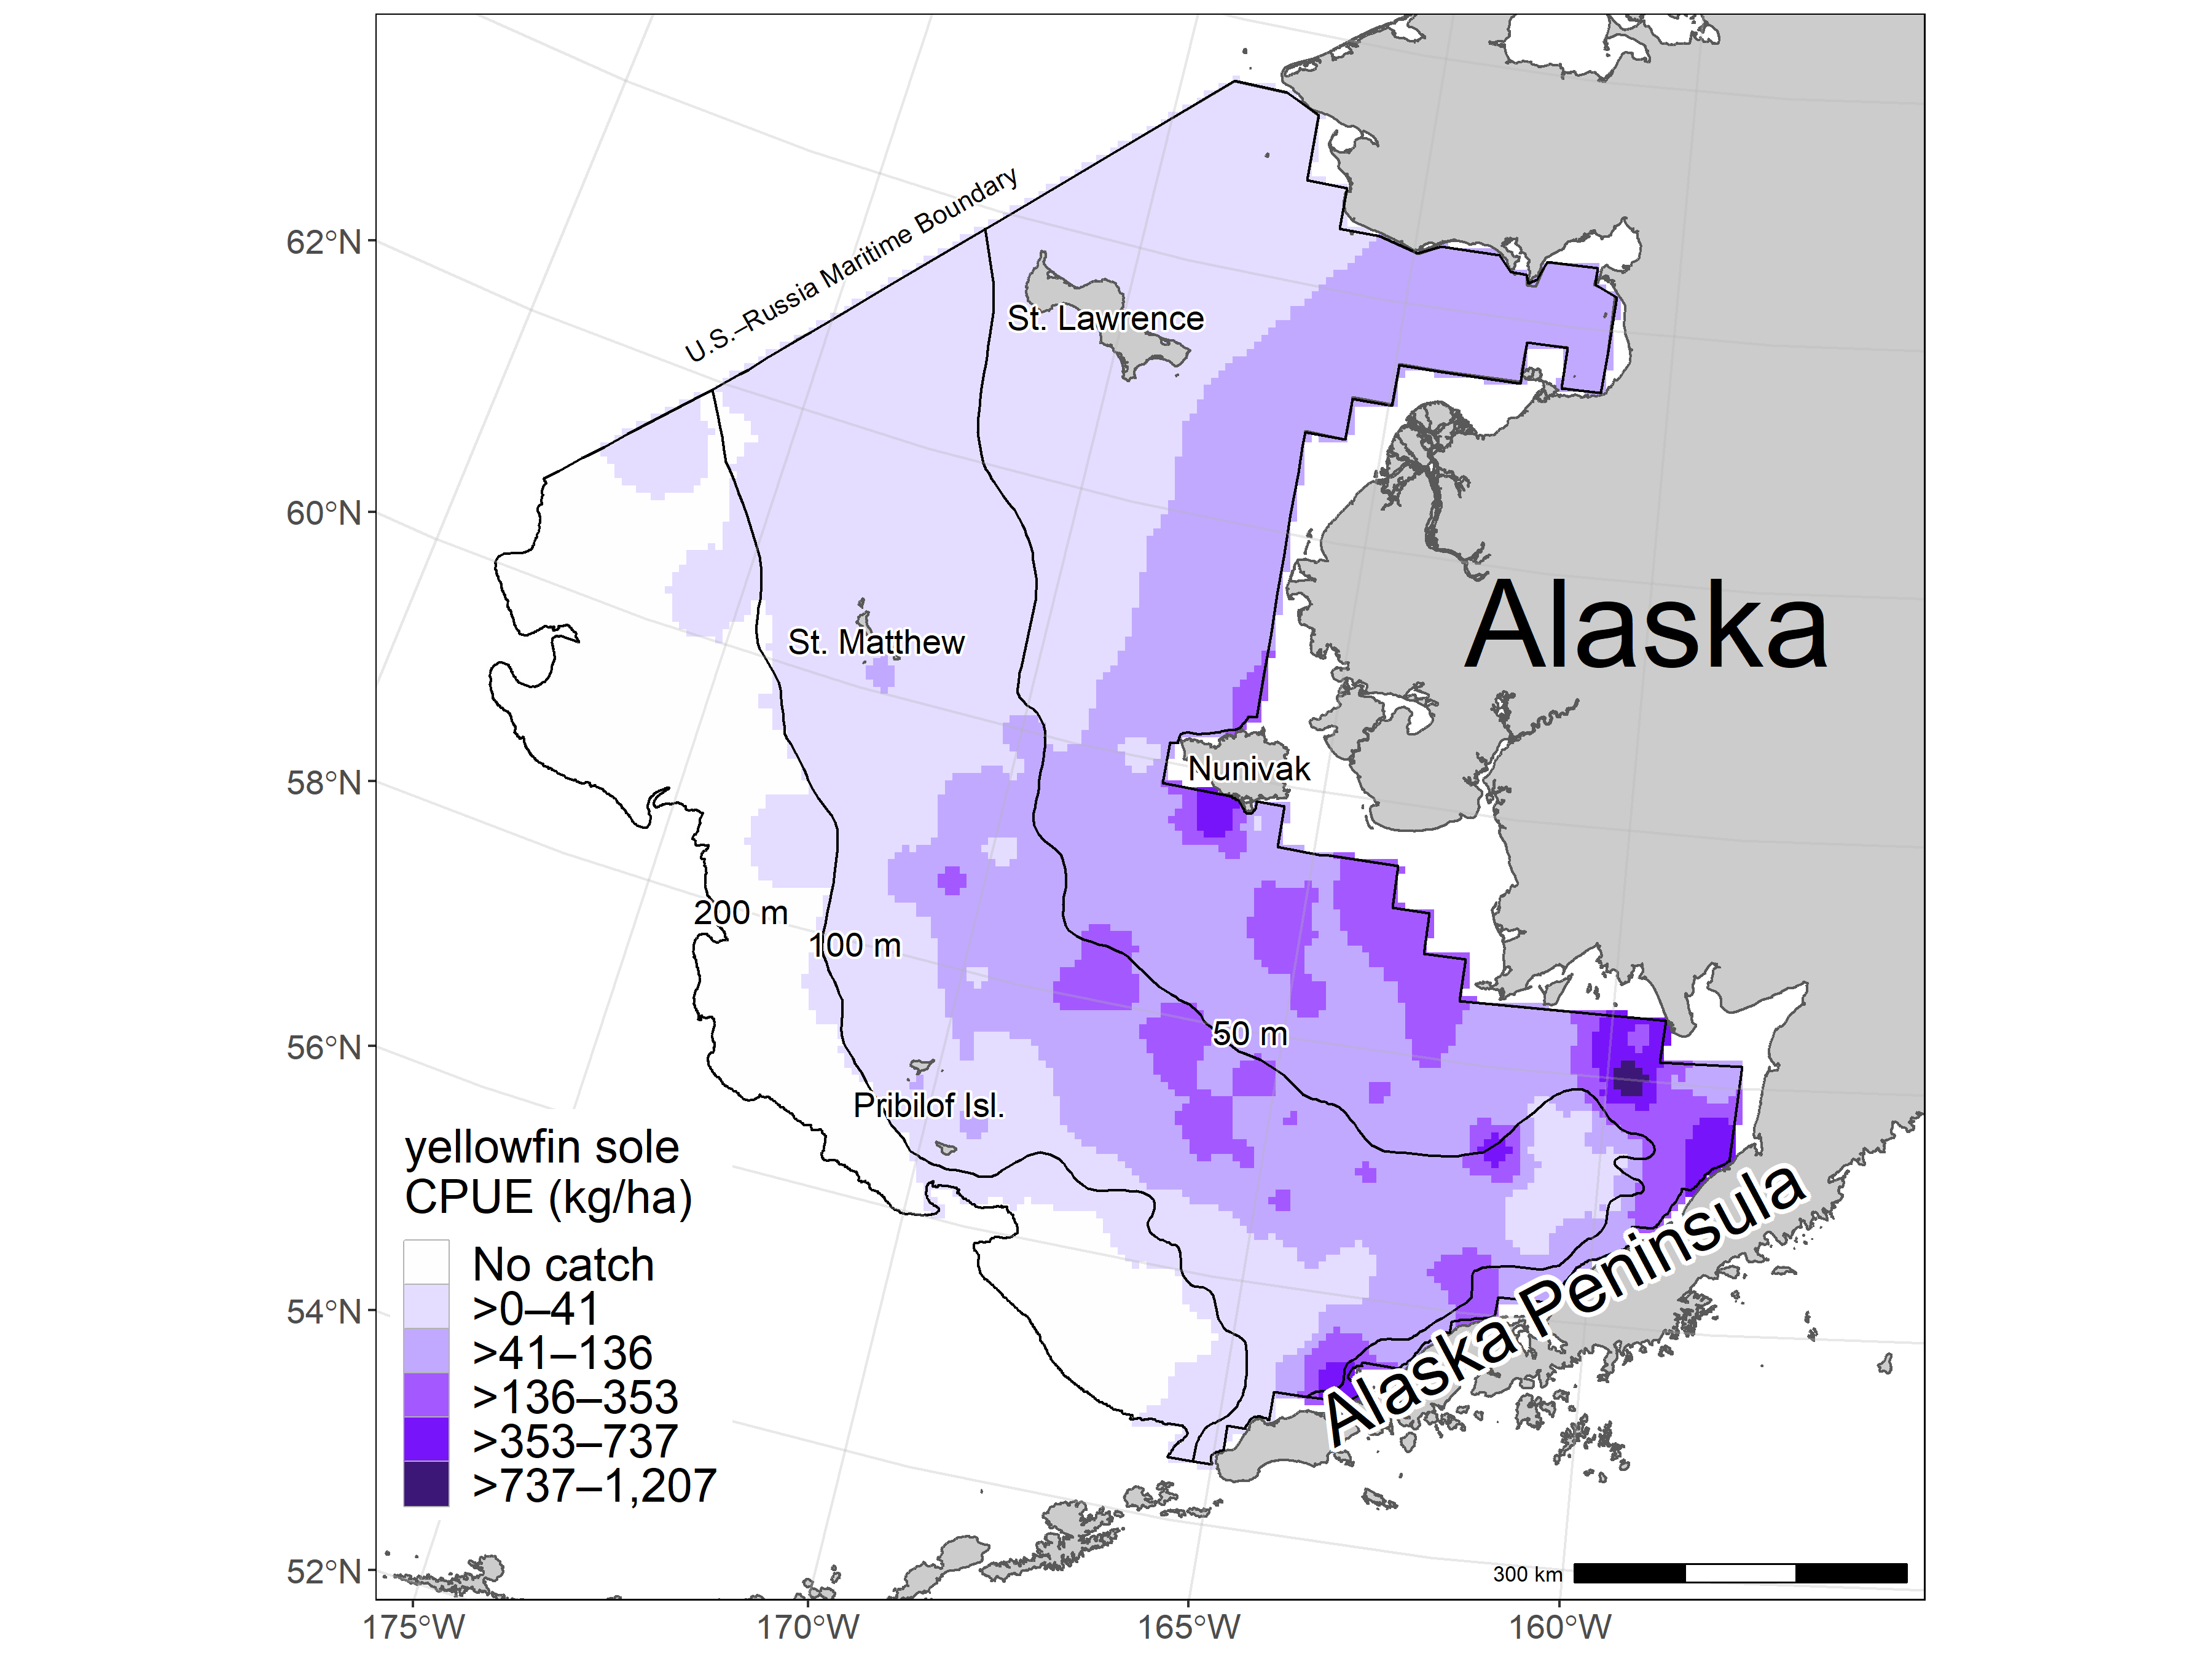 U.S.–Russia Maritime Boundary
62°N
St. Lawrence
60°N
Alaska
St. Matthew
58°N
Nunivak
200 m
100 m
50 m
56°N
Pribilof Isl.
Alaska Peninsula
yellowfin sole
CPUE (kg/ha)
No catch
>0–41
>41–136
>136–353
>353–737
>737–1,207
54°N
52°N
300 km
175°W
170°W
165°W
160°W